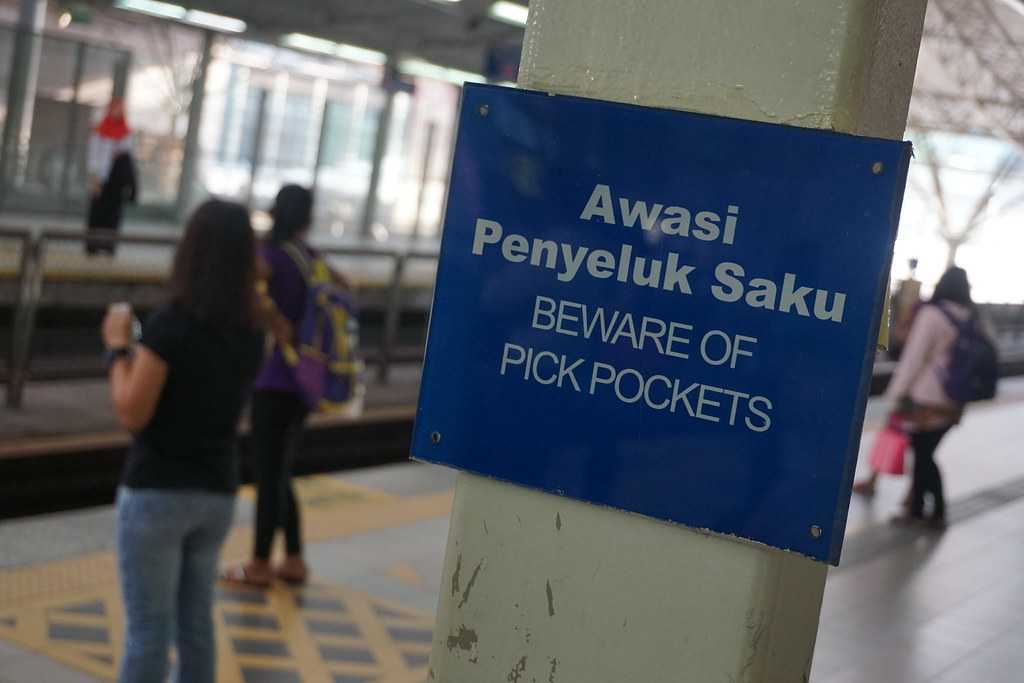 Awasi
Penyeluk Saku
BEWARE OF
PICK POCKETS